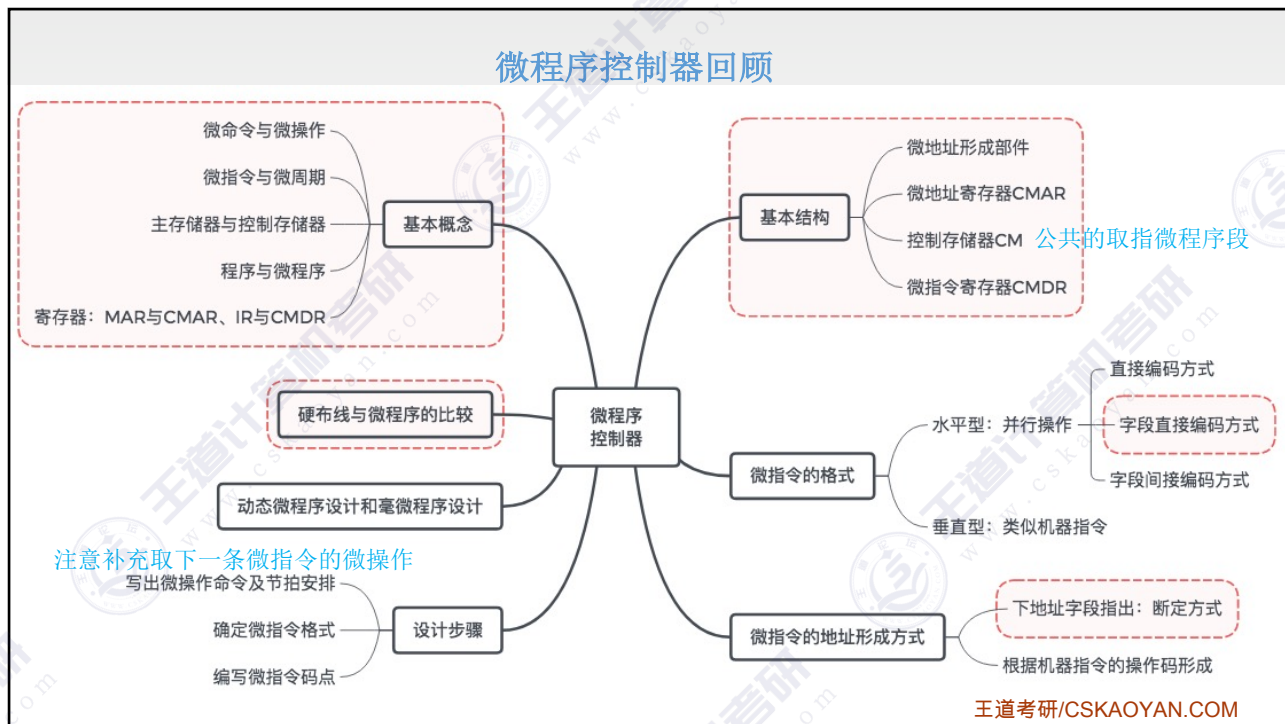 微程序控制器回顾
微命令与微操作
微指令与微周期
主存储器与控制存储器
程序与微程序
寄存器：MAR与CMAR、IR与CMDR
基本概念
硬布线与微程序的比较
动态微程序设计和毫微程序设计
注意补充取下一条微指令的微操作
写出微操作命令及节拍安排
确定微指令格式
编写微指令码点
设计步骤
微程序
控制器
基本结构
微地址形成部件
微地址寄存器CMAR
控制存储器CM 公共的取指微程序段
微指令寄存器CMDR
微指令的格式
水平型：并行操作
直接编码方式
字段直接编码方式
字段间接编码方式
垂直型：类似机器指令
微指令的地址形成方式
下地址字段指出：断定方式
根据机器指令的操作码形成
王道考研/CSKAOYAN.COM
王道计算机考研
www.cskaoyan.com